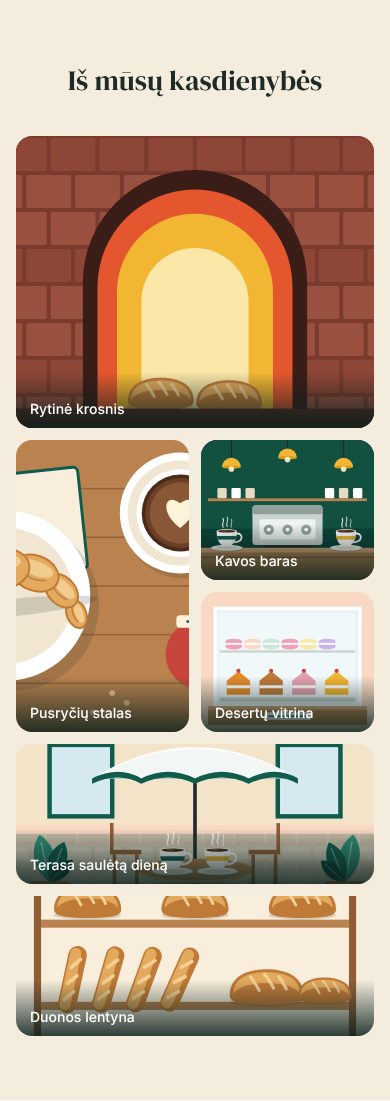 Iš mūsų kasdienybės
Rytinė krosnis
Pusryčių stalas
Kavos baras
Desertų vitrina
Terasa saulėtą dieną
Duonos lentyna